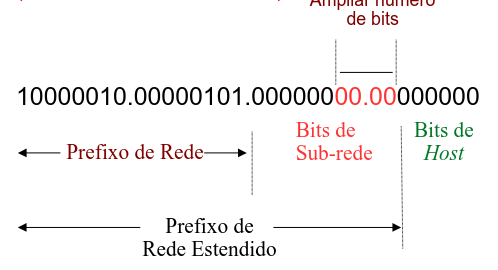 Ampliar número
de bits
10000010.00000101.00000000.00000000
Bits de
Sub-rede
Bits de
Host
Prefixo de Rede
Prefixo de
Rede Estendido